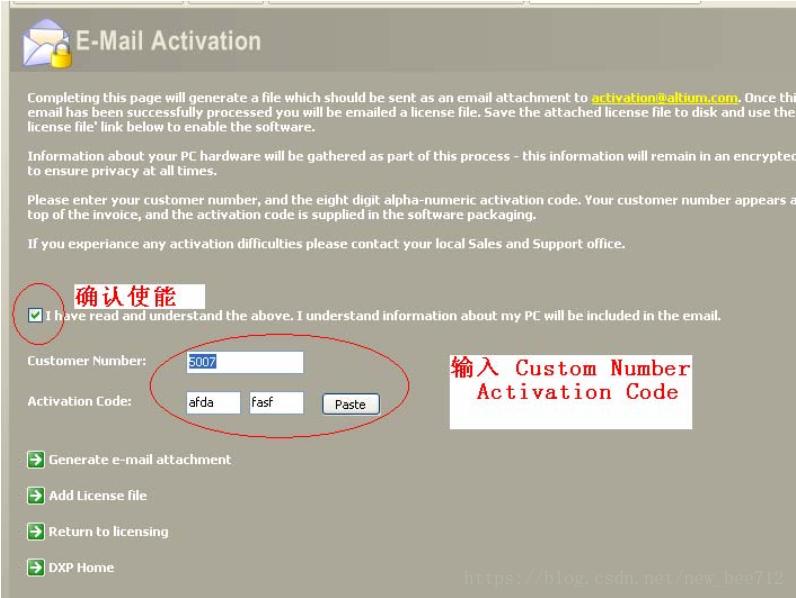 E-Mail Activation
Completing this page will generate a file which should be sent as an email attachment to activation@altium.com. Once thi
email has been successfully processed you will be emailed a license file. Save the attached license file to disk and use the
license file' link below to enable the software.
Information about your PC hardware will be gathered as part of this process - this information will remain in an encrypted
to ensure privacy at all times.
Please enter your customer number, and the eight digit alpha-numeric activation code. Your customer number appears a
top of the invoice, and the activation code is supplied in the software packaging.
If you experiance any activation difficulties please contact your local Sales and Support office.
确认使能
I have read and understand the above. I understand information about my PC will be included in the email.
Customer Number: 5007
输入 Custom Number
Activation Code
Activation Code: afda fasf Paste
Generate e-mail attachment
Add License file
Return to licensing
DXP Home
https://blog.csdn.net/new_bee712